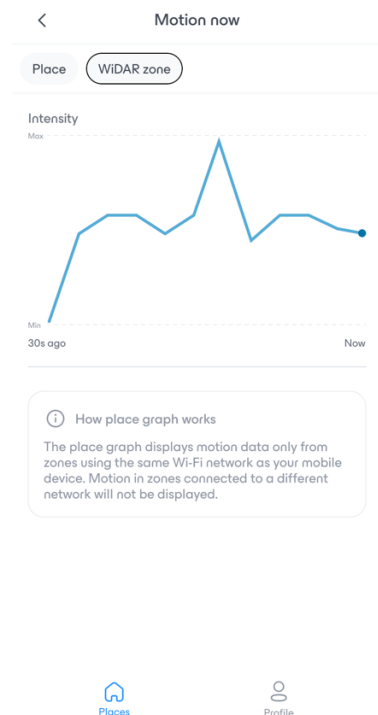 Motion now
Place
WiDAR zone
Intensity
Max
Min
30s ago
Now
How place graph works
The place graph displays motion data only from
zones using the same Wi-Fi network as your mobile
device. Motion in zones connected to a different
network will not be displayed.
Places
Profile